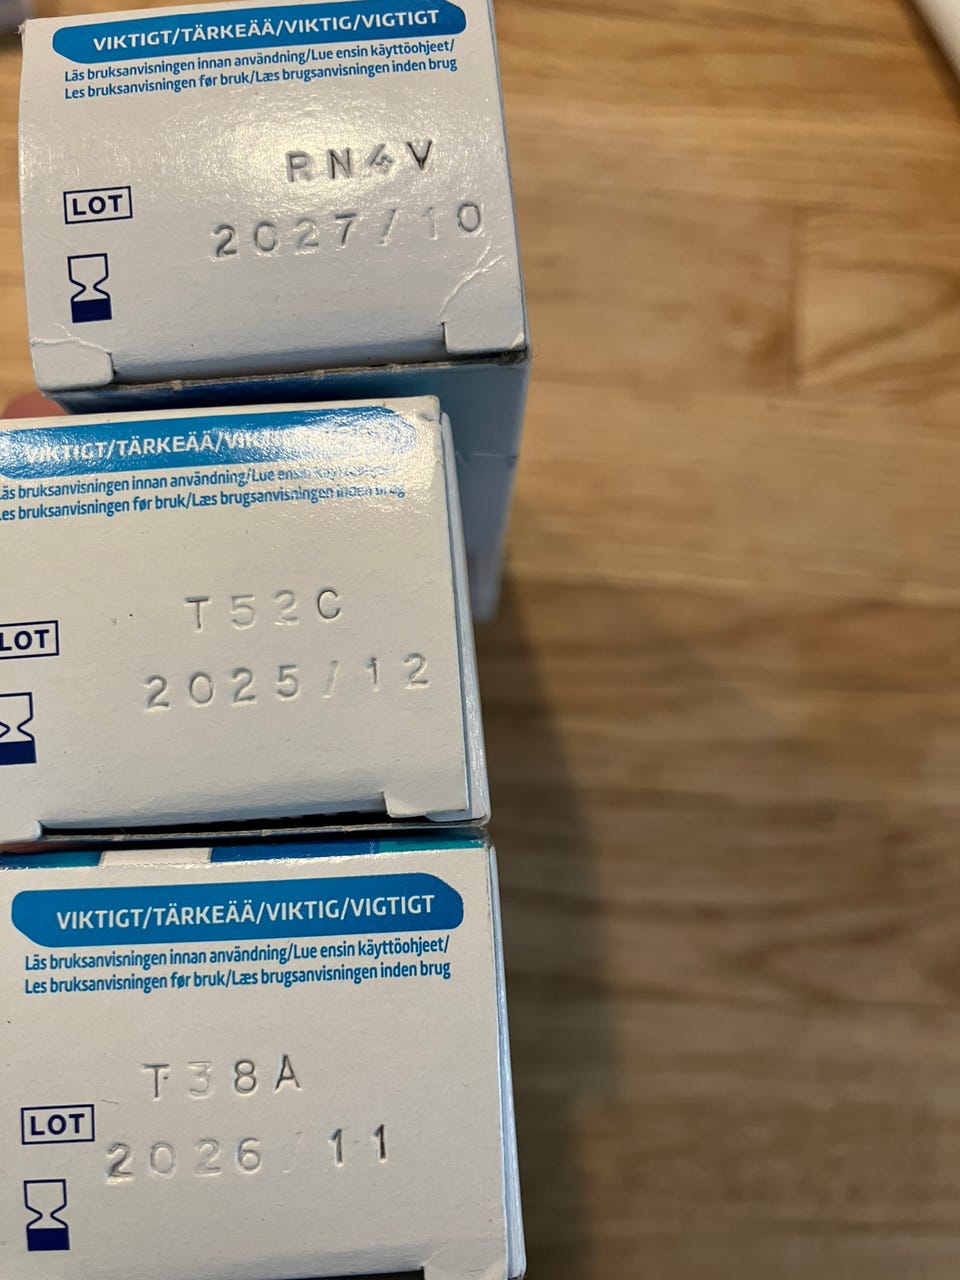 VIKTIGT/TÄRKEÄÄ/VIKTIG/VIGTIGT
Läs bruksanvisningen innan användning/Lue ensin käyttöohjeet/
Les bruksanvisningen før bruk/Læs brugsanvisningen inden brug
RN4V
LOT
2027/10
VIKTIGT/TÄRKEÄÄ/
Läs bruksanvisningen innan användning/Lue ensin
Les bruksanvisningen før bruk/Læs brugsanvisningen inden brug
T52C
LOT
2025/12
VIKTIGT/TÄRKEÄÄ/VIKTIG/VIGTIGT
Läs bruksanvisningen innan användning/Lue ensin käyttöohjeet/
Les bruksanvisningen før bruk/Læs brugsanvisningen inden brug
T38A
LOT
2026/11